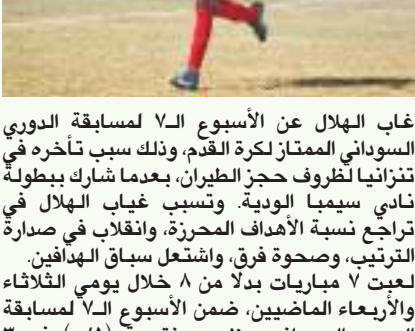 غاب الهلال عن الأسبوع الـ٧ لمسابقة الدوري
السوداني الممتاز لكرة القدم، وذلك سبب تأخره في
تنزانيا لظروف حجز الطيران، بعدما شارك ببطولة
نادي سيمبا الودية. وتسبب غياب الهلال في
تراجع نسبة الأهداف المحرزة، وانقلاب في صدارة
الترتيب، وصحوة فرق، واشتعل سباق الهدافين.
لعبت ٧ مباريات بدلا من ٨ خلال يومي الثلاثاء
والأربعاء الماضيين، ضمن الأسبوع الـ٧ لمسابقة